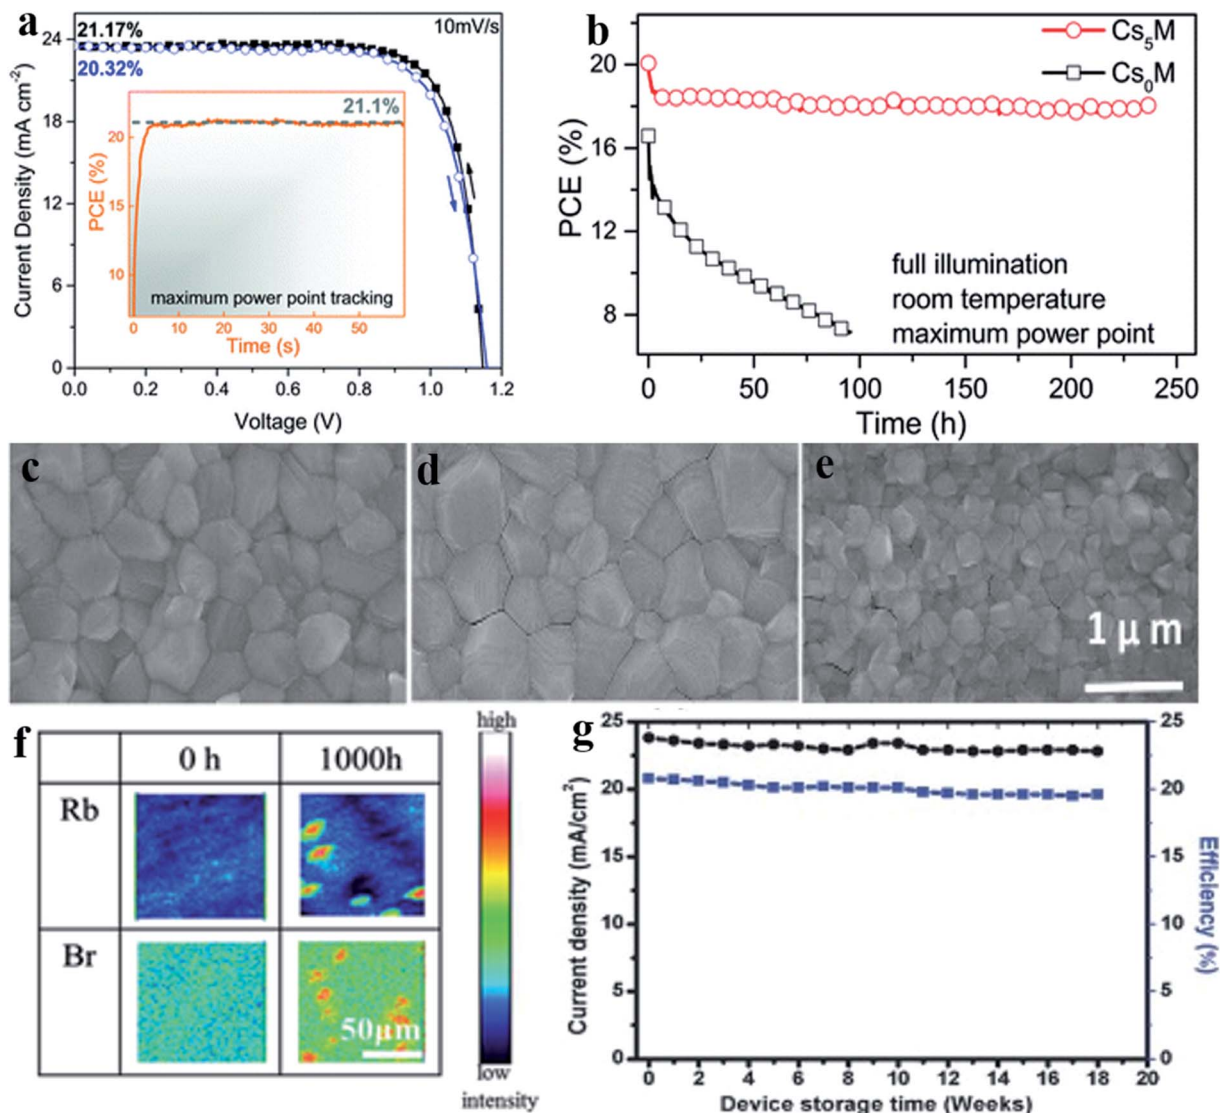 a
21.17%
20.32%
10mV/s
24
18
12
6
0
Current Density (mA cm⁻²)
0.0 0.2 0.4 0.6 0.8 1.0 1.2
Voltage (V)
21.1%
20
15
10
PCE (%)
maximum power point tracking
0 10 20 30 40 50
Time (s)
b
Cs₅M
Cs₀M
20
16
12
8
PCE (%)
full illumination
room temperature
maximum power point
0 50 100 150 200 250
Time (h)
c
d
e
1 μ m
f
0 h 1000h
Rb
Br
50μm
high
low
intensity
g
25 25
20 20
15 15
10 10
5 5
0 0
Current density (mA/cm²)
Efficiency (%)
0 2 4 6 8 10 12 14 16 18 20
Device storage time (Weeks)